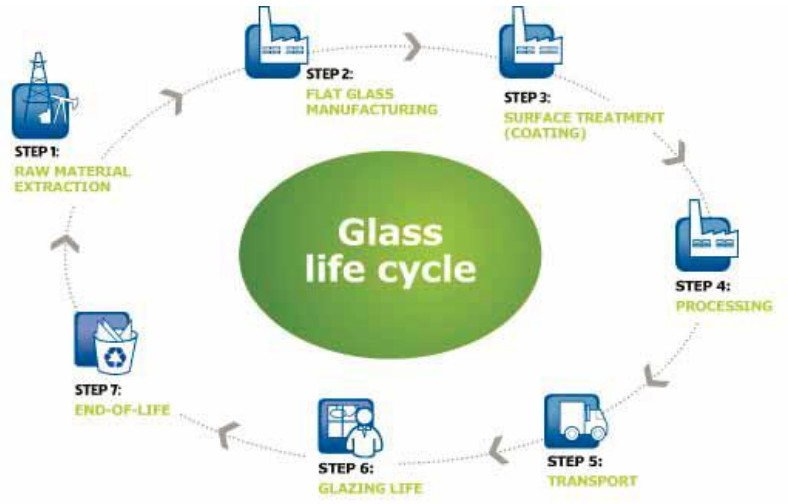 Glass
life cycle
STEP 1:
RAW MATERIAL
EXTRACTION
STEP 2:
FLAT GLASS
MANUFACTURING
STEP 3:
SURFACE TREATMENT
(COATING)
STEP 4:
PROCESSING
STEP 5:
TRANSPORT
STEP 6:
GLAZING LIFE
STEP 7:
END-OF-LIFE